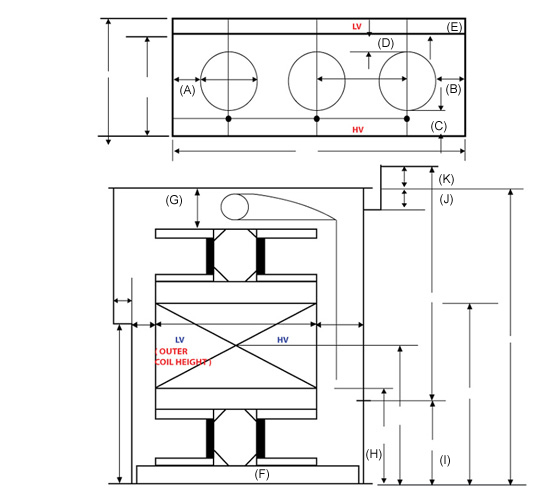 LV
(E)
(D)
(A)
(B)
(C)
HV
(K)
(G)
(J)
LV
HV
( OUTER
COIL HEIGHT )
(H)
(I)
(F)